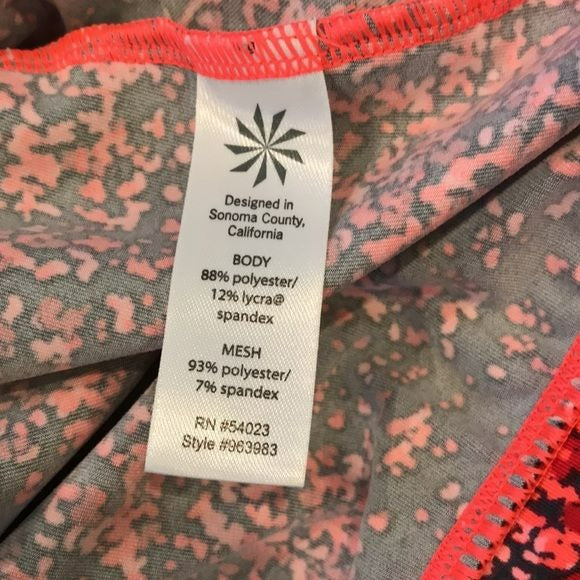 Designed in
Sonoma County,
California
BODY
88% polyester/
12% lycra@
spandex
MESH
93% polyester/
7% spandex
RN #54023
Style #963983